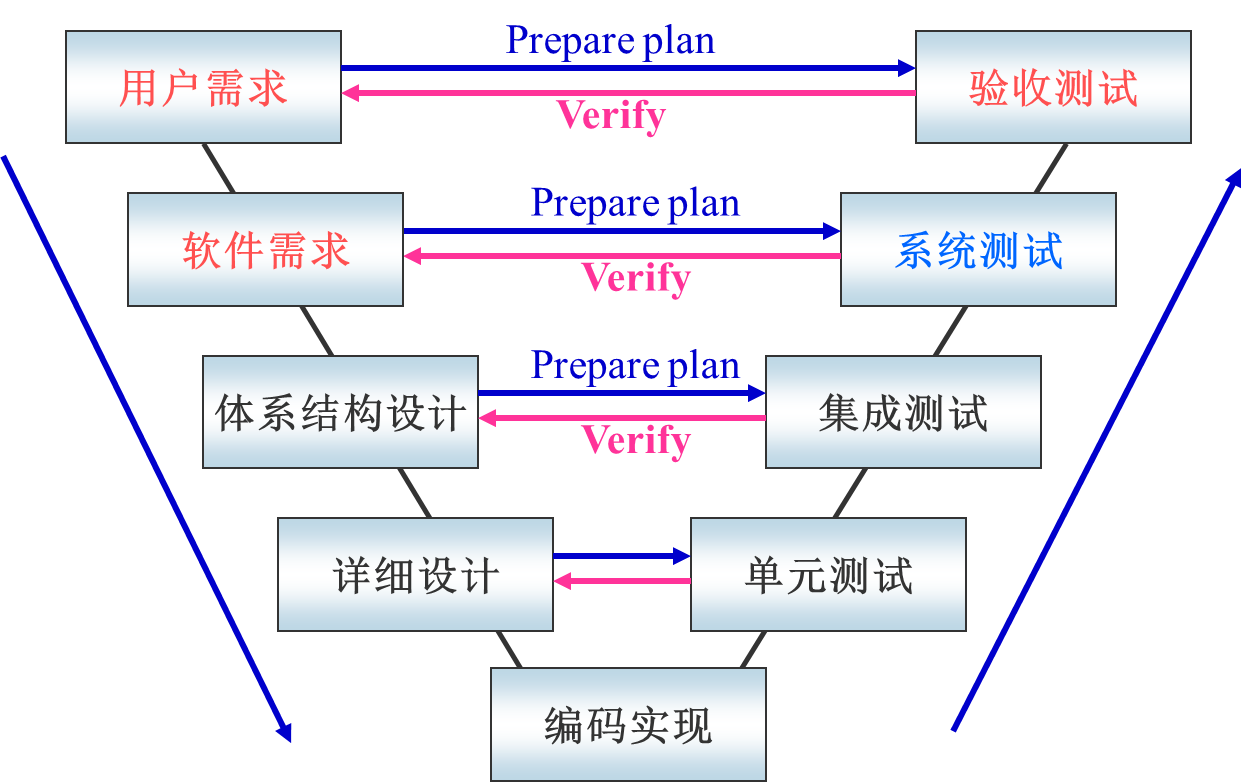 Prepare plan
用户需求
验收测试
Verify
Prepare plan
软件需求
系统测试
Verify
Prepare plan
体系结构设计
集成测试
Verify
详细设计
单元测试
编码实现